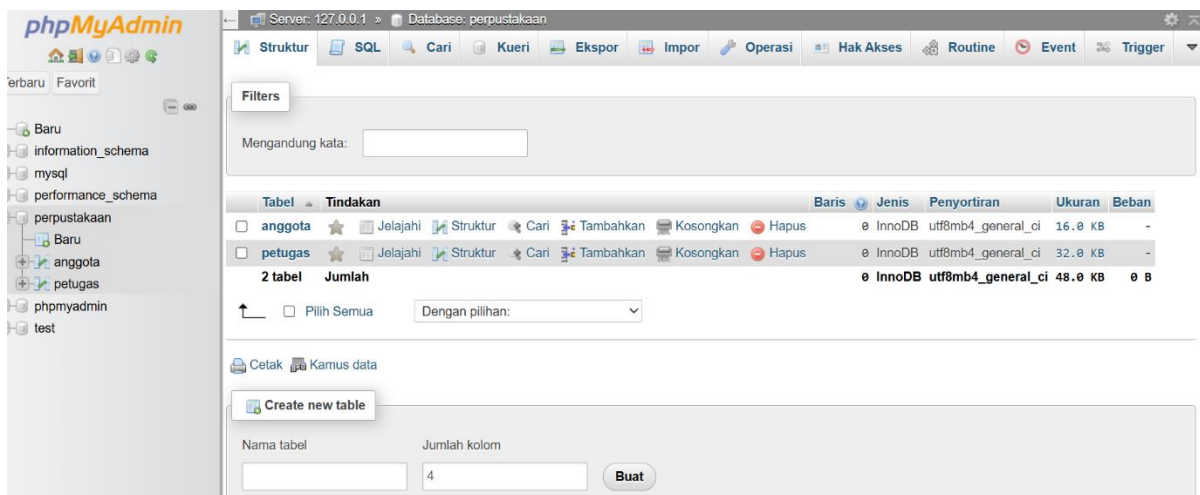 phpMyAdmin
Terbaru Favorit
Baru
information_schema
mysql
performance_schema
perpustakaan
Baru
anggota
petugas
phpmyadmin
test
Server: 127.0.0.1 » Database: perpustakaan
Struktur SQL Cari Kueri Ekspor Impor Operasi Hak Akses Routine Event Trigger
Filters
Mengandung kata:
Tabel Tindakan Baris Jenis Penyortiran Ukuran Beban
anggota Jelajahi Struktur Cari Tambahkan Kosongkan Hapus 0 InnoDB utf8mb4_general_ci 16.0 KB -
petugas Jelajahi Struktur Cari Tambahkan Kosongkan Hapus 0 InnoDB utf8mb4_general_ci 32.0 KB -
2 tabel Jumlah 0 InnoDB utf8mb4_general_ci 48.0 KB 0 B
Pilih Semua Dengan pilihan:
Cetak Kamus data
Create new table
Nama tabel Jumlah kolom
4 Buat